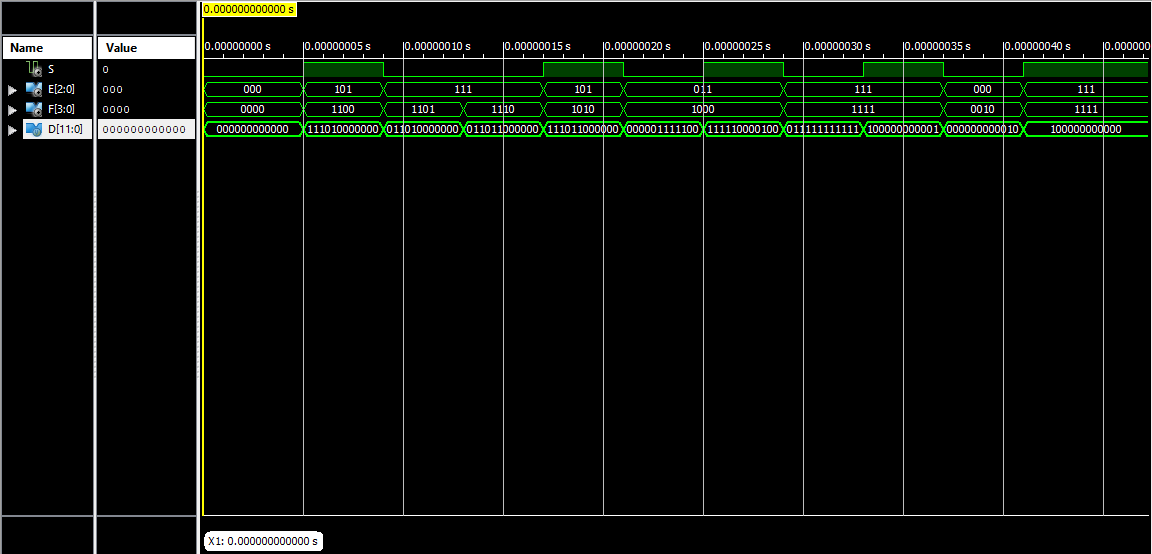 0.000000000000 s
Name Value
0.00000000 s 0.00000005 s 0.00000010 s 0.00000015 s 0.00000020 s 0.00000025 s 0.00000030 s 0.00000035 s 0.00000040 s 0.000000
S 0
E[2:0] 000 000 101 111 101 011 111 000 111
F[3:0] 0000 0000 1100 1101 1110 1010 1000 1111 0010 1111
D[11:0] 000000000000 000000000000 111010000000 011010000000 011011000000 111011000000 000001111100 111110000100 011111111111 100000000001 000000000010 100000000000
X1: 0.000000000000 s